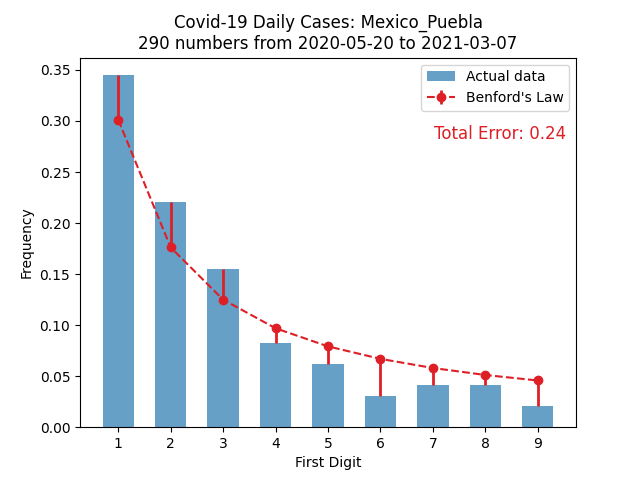 Covid-19 Daily Cases: Mexico_Puebla
290 numbers from 2020-05-20 to 2021-03-07
Actual data
Benford's Law
Total Error: 0.24
Frequency
0.35
0.30
0.25
0.20
0.15
0.10
0.05
0.00
1 2 3 4 5 6 7 8 9
First Digit